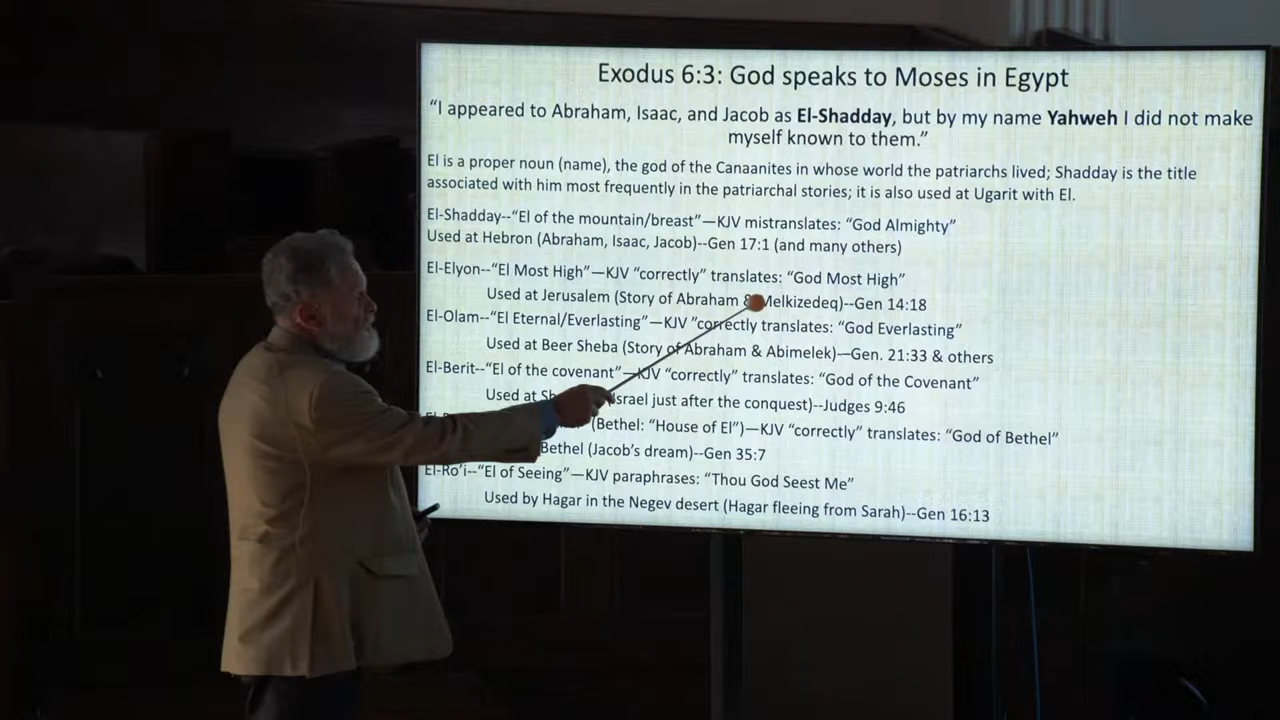 Exodus 6:3: God speaks to Moses in Egypt
“I appeared to Abraham, Isaac, and Jacob as El-Shadday, but by my name Yahweh I did not make
myself known to them.”
El is a proper noun (name), the god of the Canaanites in whose world the patriarchs lived; Shadday is the title
associated with him most frequently in the patriarchal stories; it is also used at Ugarit with El.
El-Shadday--“El of the mountain/breast”—KJV mistranslates: “God Almighty”
Used at Hebron (Abraham, Isaac, Jacob)--Gen 17:1 (and many others)
El-Elyon--“El Most High”—KJV “correctly” translates: “God Most High”
Used at Jerusalem (Story of Abraham & Melkizedeq)--Gen 14:18
El-Olam--“El Eternal/Everlasting”—KJV “correctly translates: “God Everlasting”
Used at Beer Sheba (Story of Abraham & Abimelek)—Gen. 21:33 & others
El-Berit--“El of the covenant”—KJV “correctly” translates: “God of the Covenant”
Used at just after the conquest)--Judges 9:46
(Bethel: “House of El”)—KJV “correctly” translates: “God of Bethel”
Bethel (Jacob’s dream)--Gen 35:7
El-Ro’i--“El of Seeing”—KJV paraphrases: “Thou God Seest Me”
Used by Hagar in the Negev desert (Hagar fleeing from Sarah)--Gen 16:13